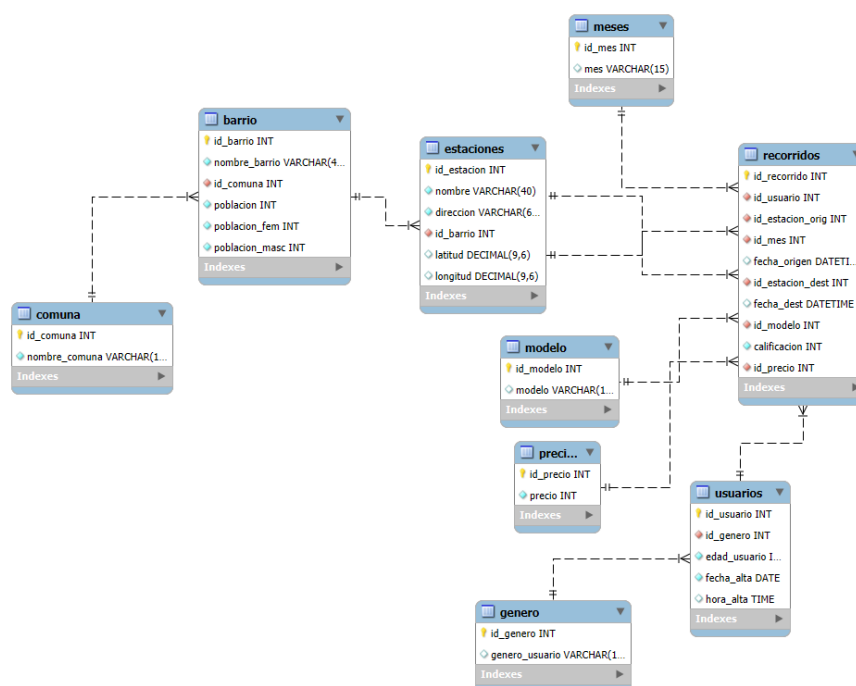 meses
id_mes INT
mes VARCHAR(15)
Indexes
barrio
id_barrio INT
nombre_barrio VARCHAR(4...
id_comuna INT
poblacion INT
poblacion_fem INT
poblacion_masc INT
Indexes
estaciones
id_estacion INT
nombre VARCHAR(40)
direccion VARCHAR(6...
id_barrio INT
latitud DECIMAL(9,6)
longitud DECIMAL(9,6)
Indexes
recorridos
id_recorrido INT
id_usuario INT
id_estacion_orig INT
id_mes INT
fecha_origen DATETI...
id_estacion_dest INT
fecha_dest DATETIME
id_modelo INT
calificacion INT
id_precio INT
Indexes
comuna
id_comuna INT
nombre_comuna VARCHAR(1...
Indexes
modelo
id_modelo INT
modelo VARCHAR(1...
Indexes
preci...
id_precio INT
precio INT
Indexes
usuarios
id_usuario INT
id_genero INT
edad_usuario I...
fecha_alta DATE
hora_alta TIME
Indexes
genero
id_genero INT
genero_usuario VARCHAR(1...
Indexes